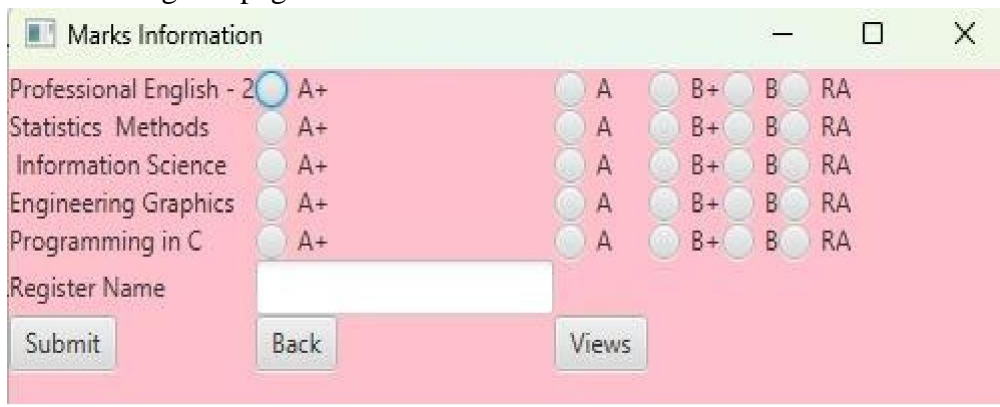 Marks Information
Professional English - 2 A+ A B+ B RA
Statistics Methods A+ A B+ B RA
Information Science A+ A B+ B RA
Engineering Graphics A+ A B+ B RA
Programming in C A+ A B+ B RA
Register Name
Submit Back Views